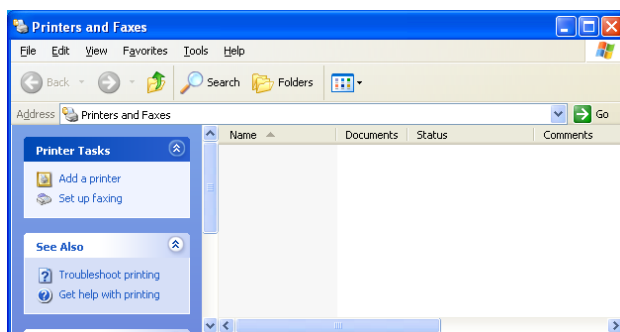 Printers and Faxes
File Edit View Favorites Tools Help
Back Search Folders
Address Printers and Faxes Go
Name Documents Status Comments
Printer Tasks
Add a printer
Set up faxing
See Also
Troubleshoot printing
Get help with printing